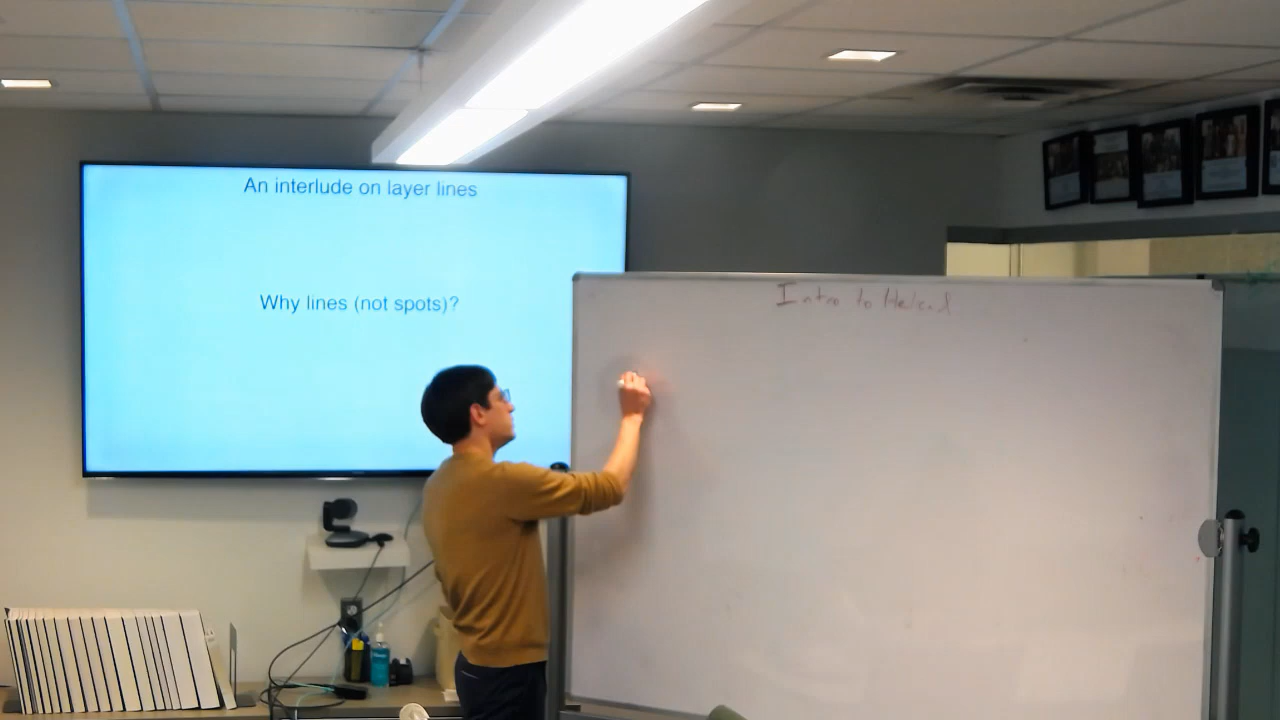 An interlude on layer lines
Why lines (not spots)?
Intro to Helical